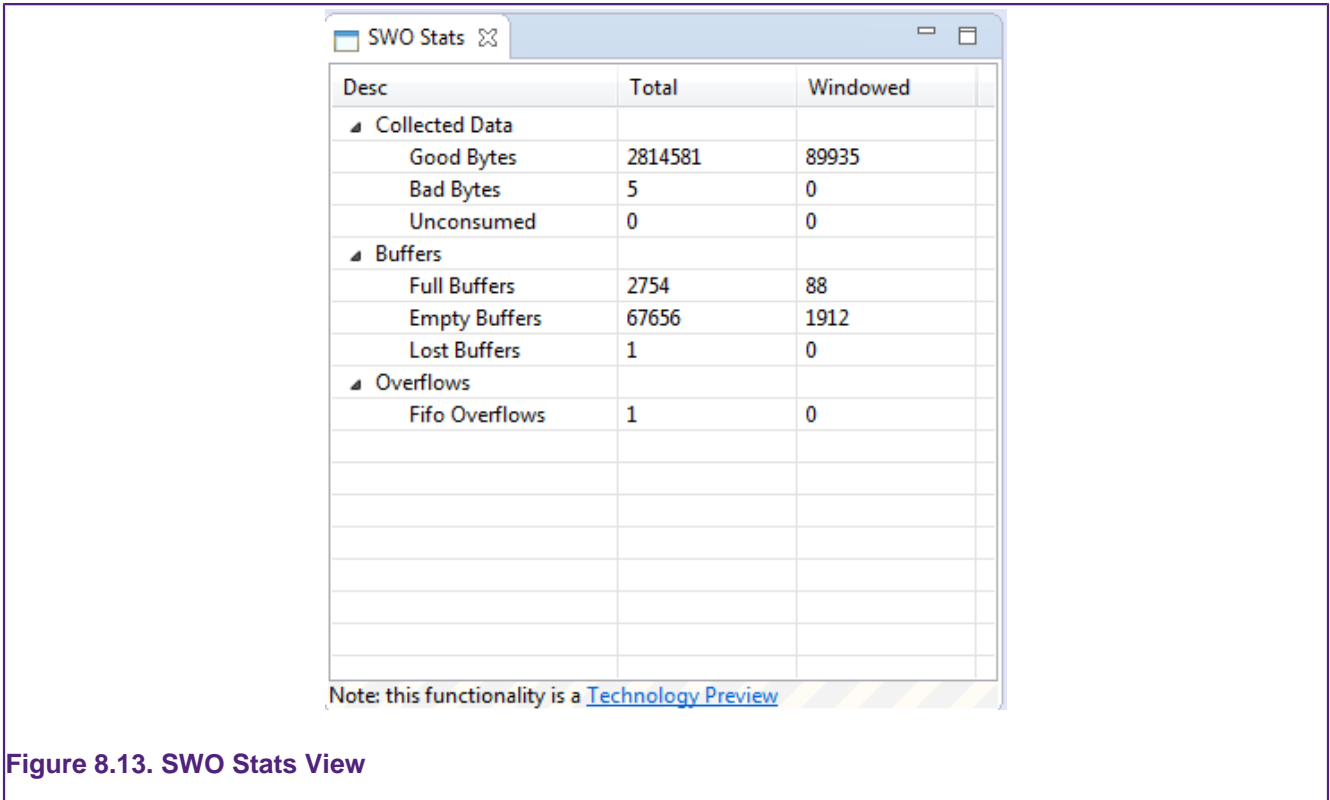 SWO Stats
Desc Total Windowed
Collected Data
Good Bytes 2814581 89935
Bad Bytes 5 0
Unconsumed 0 0
Buffers
Full Buffers 2754 88
Empty Buffers 67656 1912
Lost Buffers 1 0
Overflows
Fifo Overflows 1 0
Note: this functionality is a Technology Preview
Figure 8.13. SWO Stats View